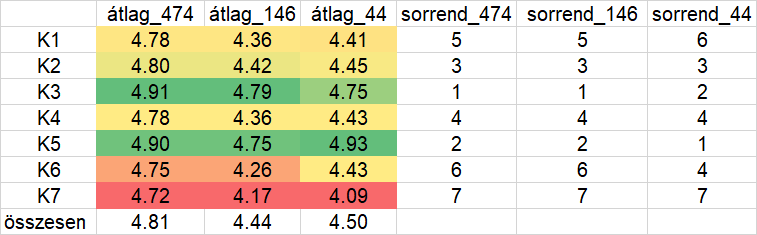 átlag_474 átlag_146 átlag_44 sorrend_474 sorrend_146 sorrend_44
K1 4.78 4.36 4.41 5 5 6
K2 4.80 4.42 4.45 3 3 3
K3 4.91 4.79 4.75 1 1 2
K4 4.78 4.36 4.43 4 4 4
K5 4.90 4.75 4.93 2 2 1
K6 4.75 4.26 4.43 6 6 4
K7 4.72 4.17 4.09 7 7 7
összesen 4.81 4.44 4.50